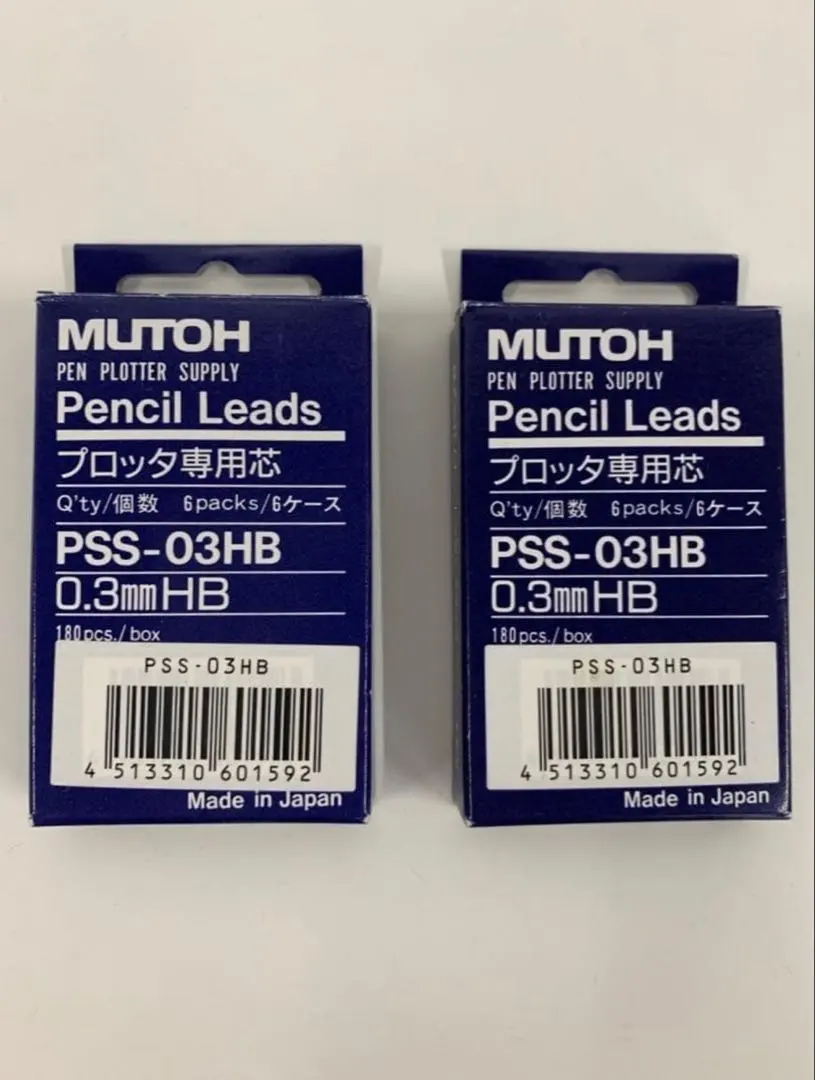 MUTOH
PEN PLOTTER SUPPLY
Pencil Leads
プロッタ専用芯
Q'ty/個数 6packs/6ケース
PSS-03HB
0.3mmHB
180pcs./box
PSS-03HB
4 513310 601592
Made in Japan
MUTOH
PEN PLOTTER SUPPLY
Pencil Leads
プロッタ専用芯
Q'ty/個数 6packs/6ケース
PSS-03HB
0.3mmHB
180pcs./box
PSS-03HB
4 513310 601592
Made in Japan